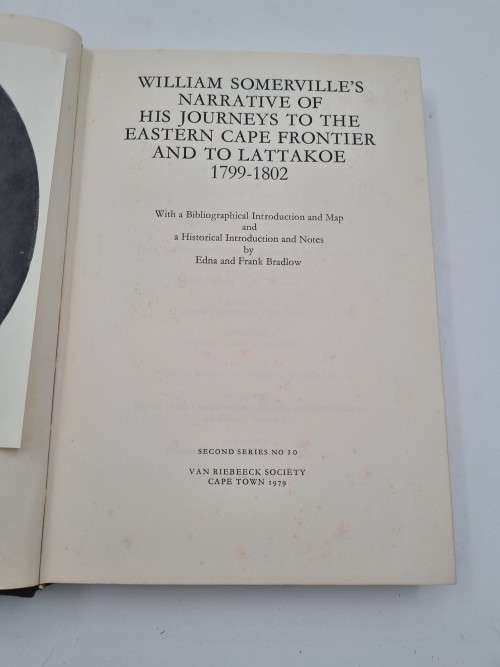 WILLIAM SOMERVILLE'S
NARRATIVE OF
HIS JOURNEYS TO THE
EASTERN CAPE FRONTIER
AND TO LATTAKOE
1799-1802
With a Bibliographical Introduction and Map
and
a Historical Introduction and Notes
by
Edna and Frank Bradlow
SECOND SERIES NO 10
VAN RIEBEECK SOCIETY
CAPE TOWN 1979